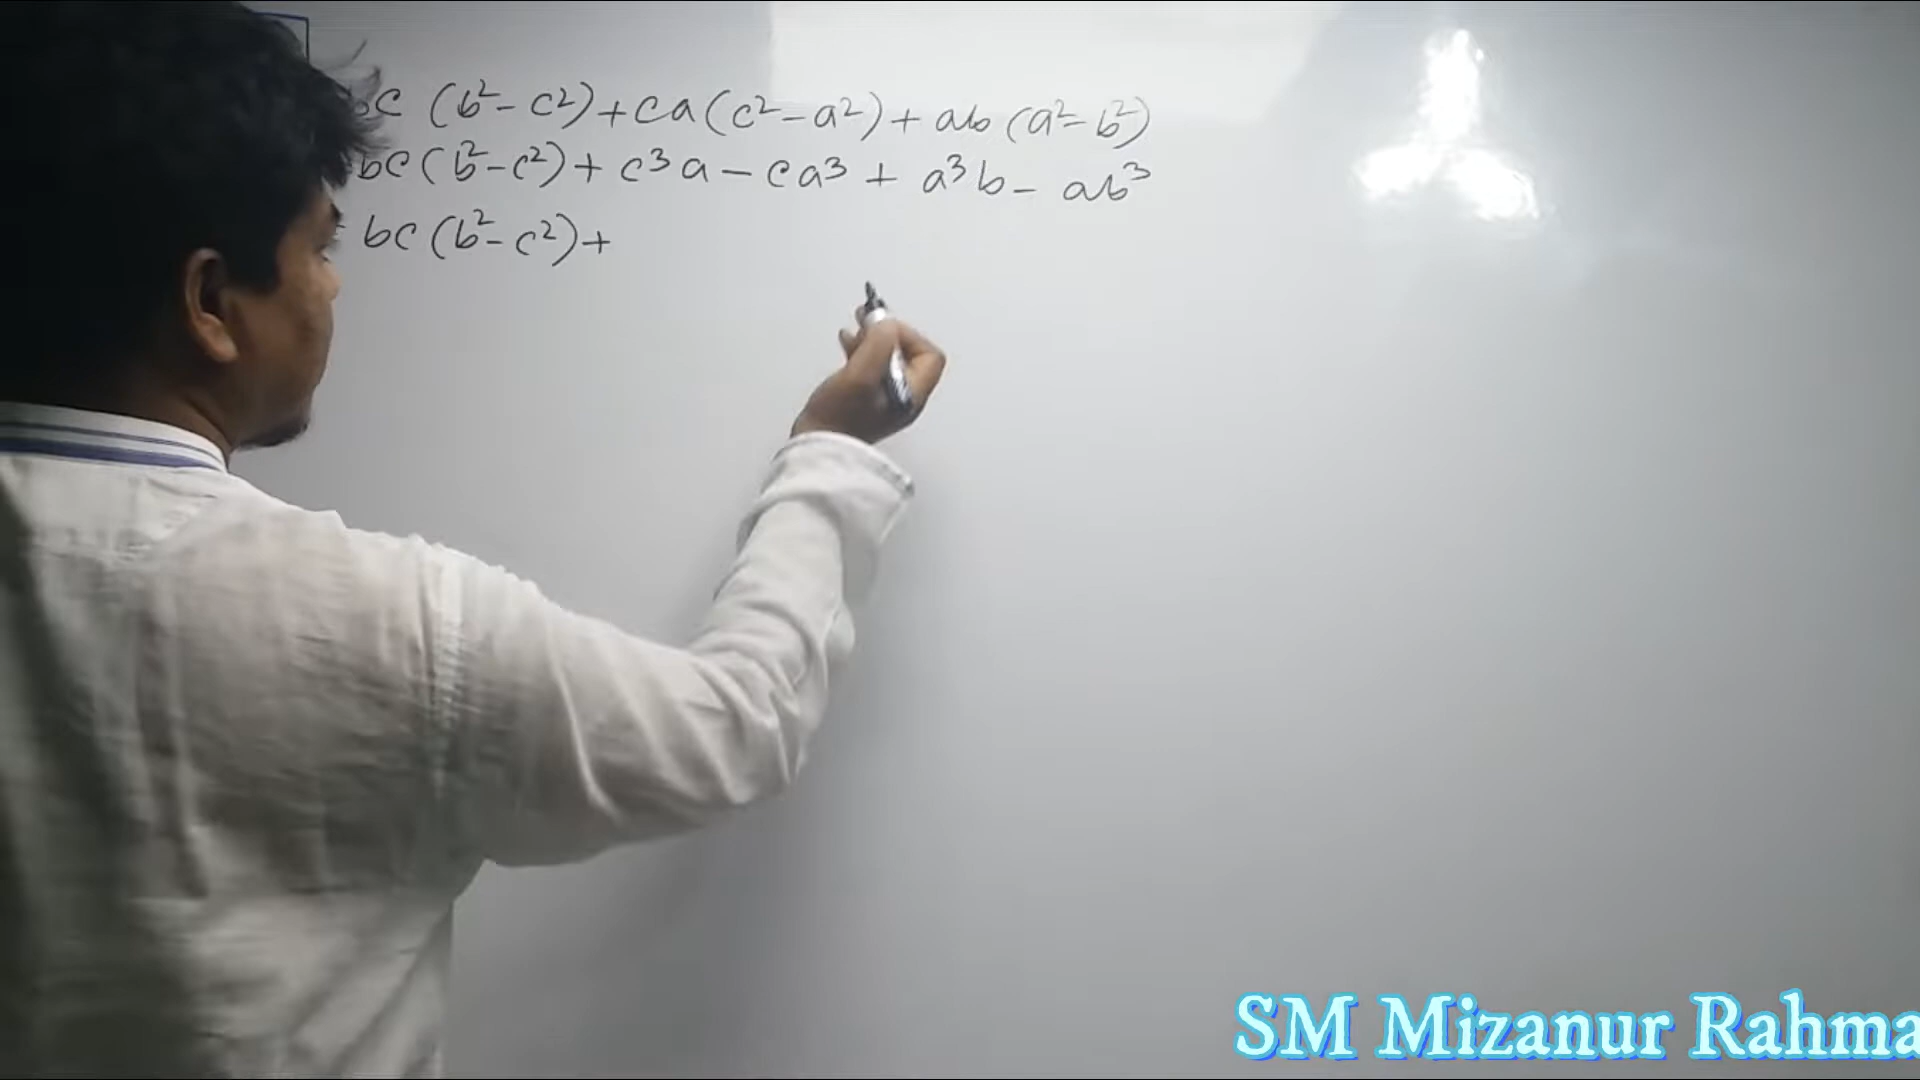 bc (b²-c²)+ca(c²-a²)+ab(a²-b²)
bc(b²-c²)+c³a-ca³+a³b-ab³
= bc(b²-c²)+
SM Mizanur Rahma